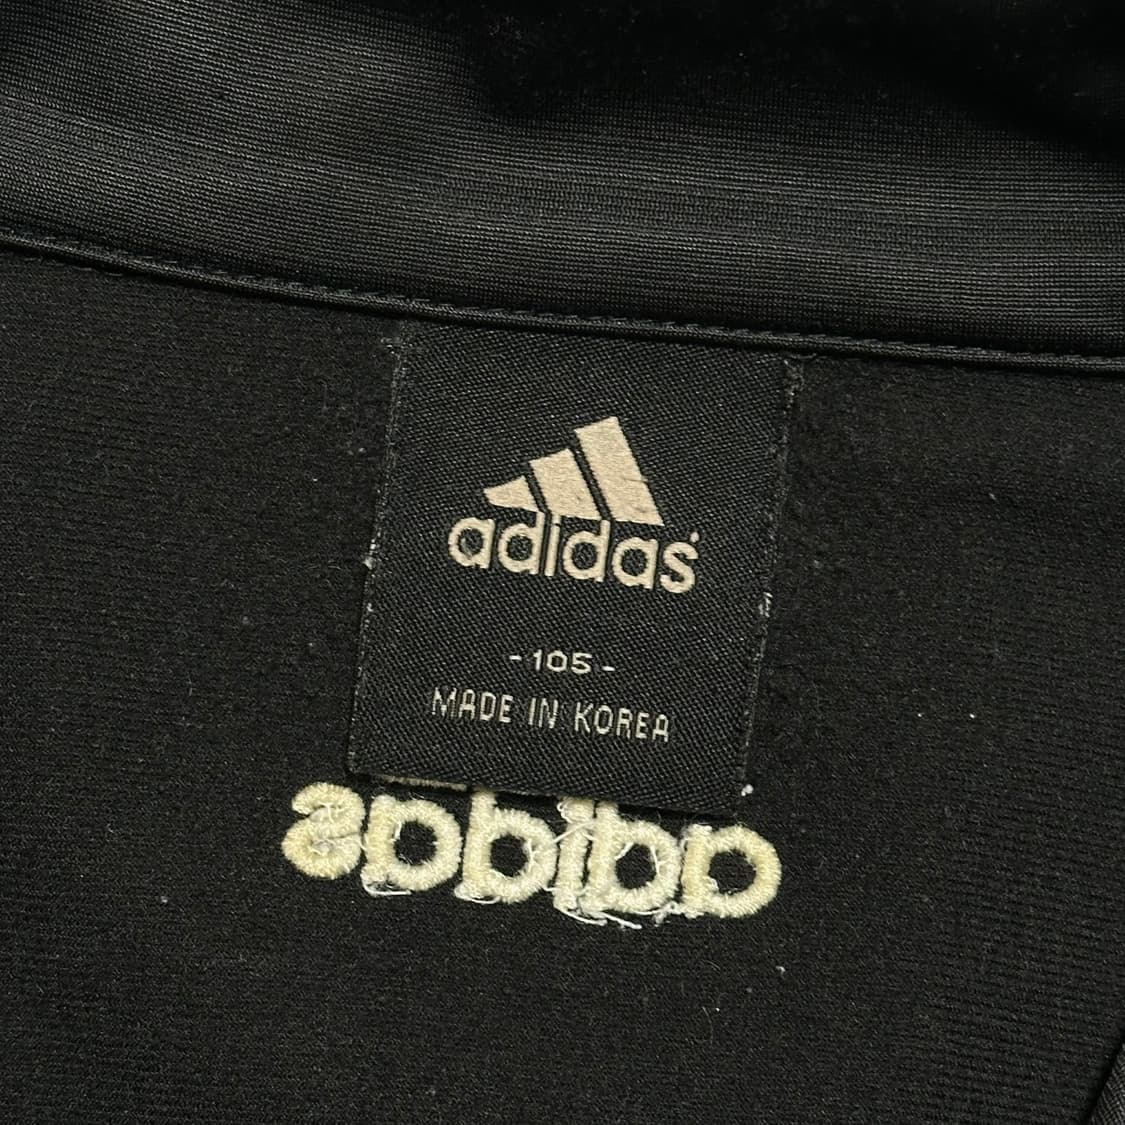 adidas
- 105 -
MADE IN KOREA
adidas